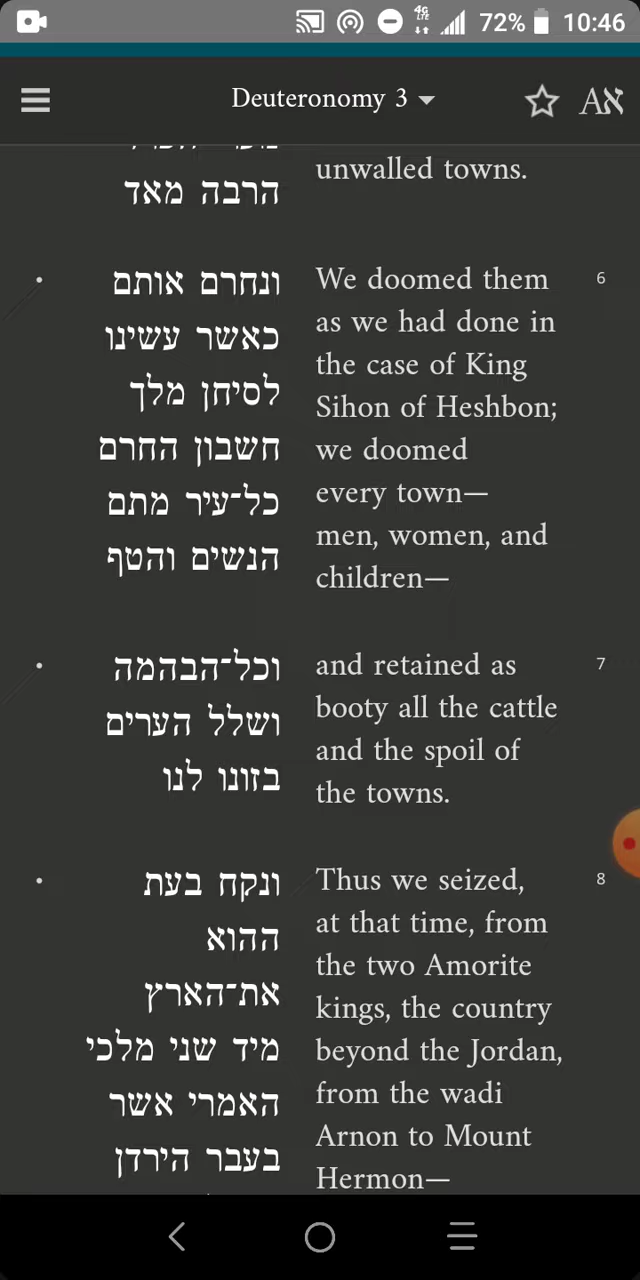 4G
LTE
72%
10:46
Deuteronomy 3
Aא
הרבה מאד
unwalled towns.
ונחרם אותם
כאשר עשינו
לסיחן מלך
חשבון החרם
כל־עיר מתם
הנשים והטף
We doomed them
as we had done in
the case of King
Sihon of Heshbon;
we doomed
every town—
men, women, and
children—
6
וכל־הבהמה
ושלל הערים
בזונו לנו
and retained as
booty all the cattle
and the spoil of
the towns.
7
ונקח בעת
ההוא
את־הארץ
מיד שני מלכי
האמרי אשר
בעבר הירדן
Thus we seized,
at that time, from
the two Amorite
kings, the country
beyond the Jordan,
from the wadi
Arnon to Mount
Hermon—
8